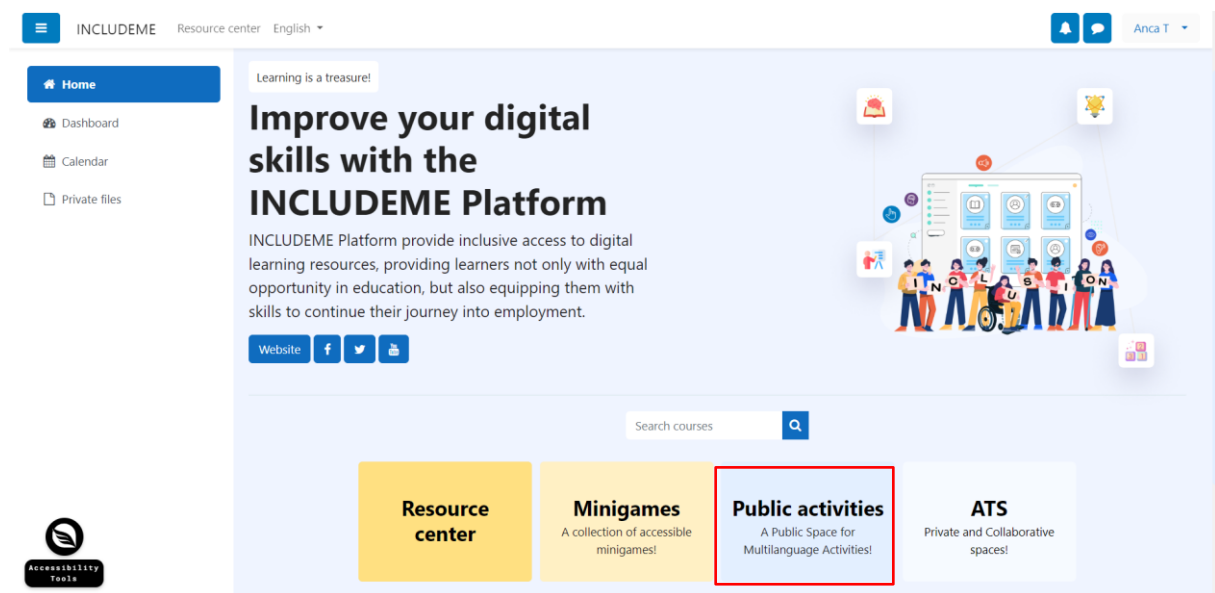 INCLUDEME Resource center English Anca T
Home
Dashboard
Calendar
Private files
Learning is a treasure!
Improve your digital
skills with the
INCLUDEME Platform
INCLUDEME Platform provide inclusive access to digital
learning resources, providing learners not only with equal
opportunity in education, but also equipping them with
skills to continue their journey into employment.
Website
INCLUSION
Search courses
Resource
center
Minigames
A collection of accessible
minigames!
Public activities
A Public Space for
Multilanguage Activities!
ATS
Private and Collaborative
spaces!
Accessibility
Tools